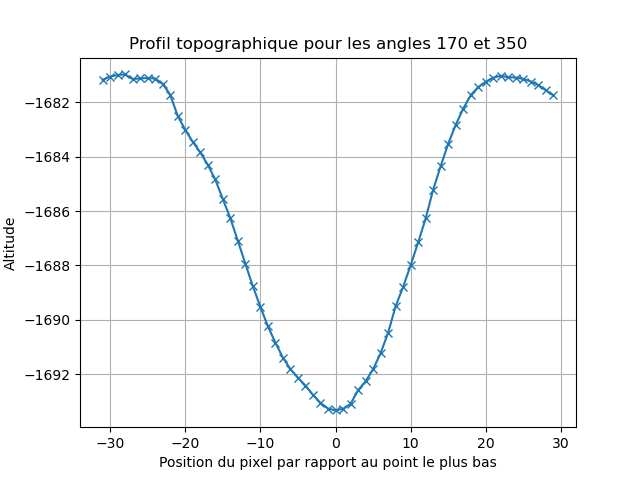 Profil topographique pour les angles 170 et 350
Altitude
−1682
−1684
−1686
−1688
−1690
−1692
−30 −20 −10 0 10 20 30
Position du pixel par rapport au point le plus bas